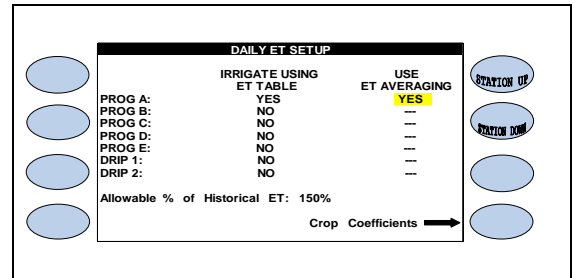 DAILY ET SETUP
IRRIGATE USING USE
ET TABLE ET AVERAGING
PROG A: YES YES
PROG B: NO ---
PROG C: NO ---
PROG D: NO ---
PROG E: NO ---
DRIP 1: NO ---
DRIP 2: NO ---
Allowable % of Historical ET: 150%
Crop Coefficients
STATION UP
STATION DOWN